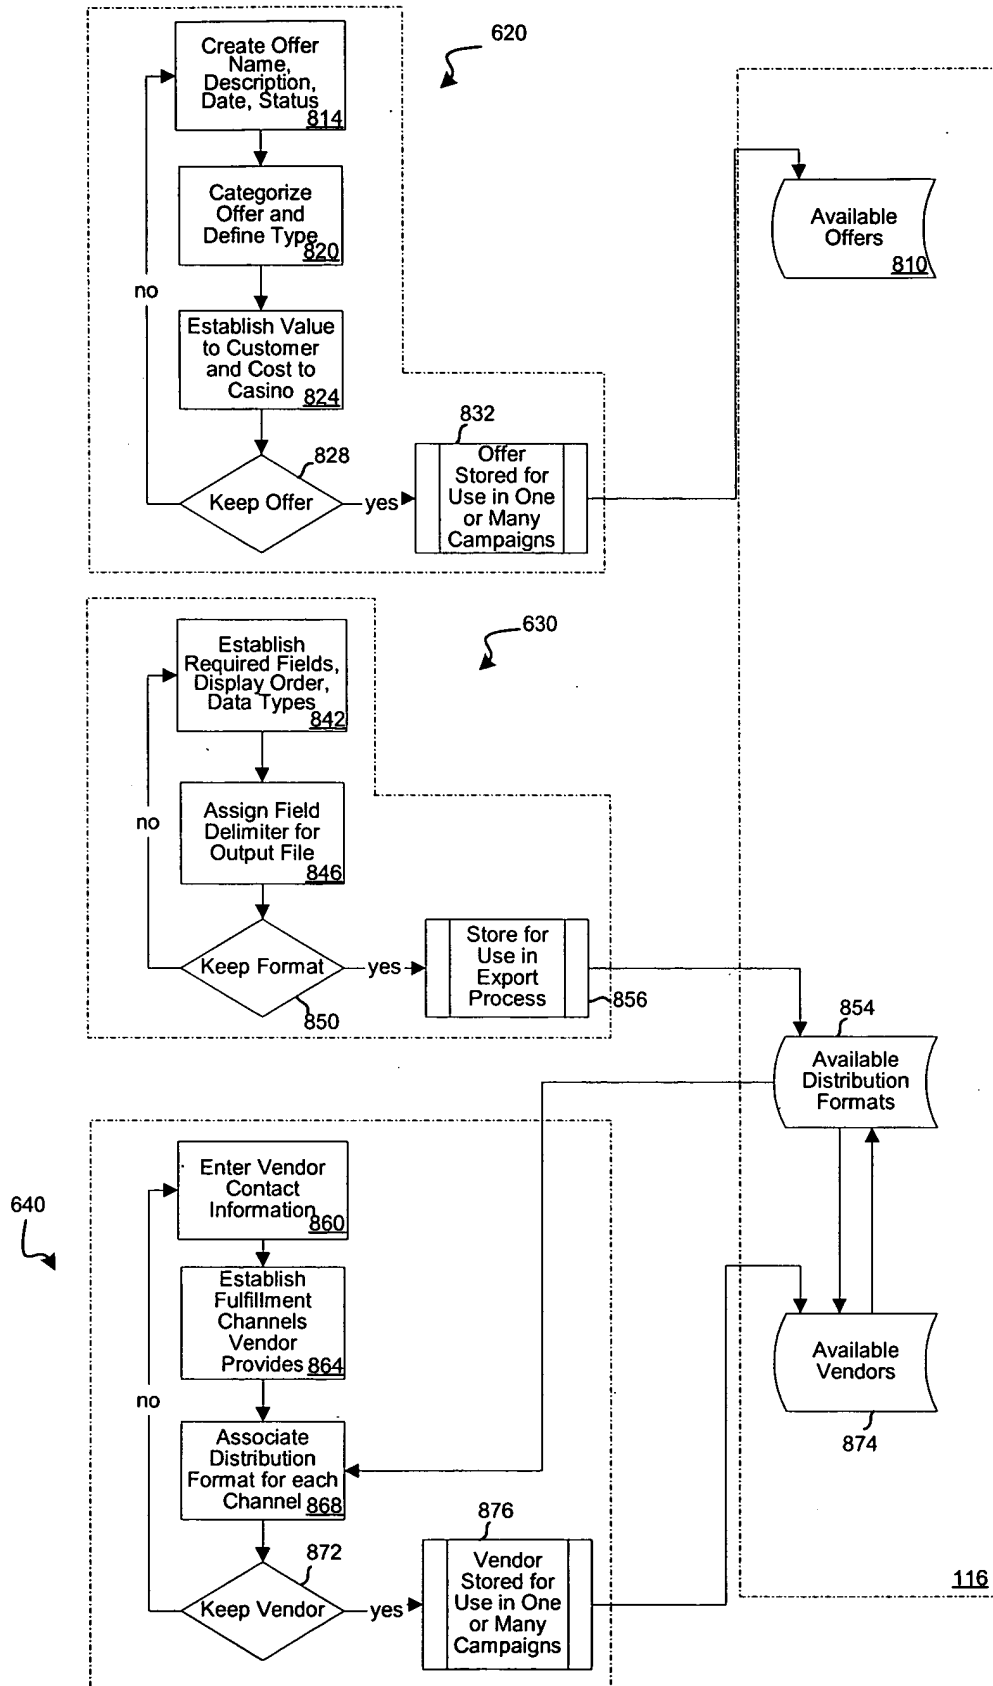 620
Create Offer
Name,
Description,
Date, Status
814
Categorize
Offer and
Define Type
820
Establish Value
to Customer
and Cost to
Casino
824
no
828
Keep Offer
yes
832
Offer
Stored for
Use in One
or Many
Campaigns
Available
Offers
810
630
Establish
Required Fields,
Display Order,
Data Types
842
no
Assign Field
Delimiter for
Output File
846
Keep Format
yes
850
Store for
Use in
Export
Process
856
854
Available
Distribution
Formats
640
Enter Vendor
Contact
Information
860
Establish
Fulfillment
Channels
Vendor
Provides
864
no
Associate
Distribution
Format for each
Channel
868
872
Keep Vendor
yes
876
Vendor
Stored for
Use in One
or Many
Campaigns
Available
Vendors
874
116